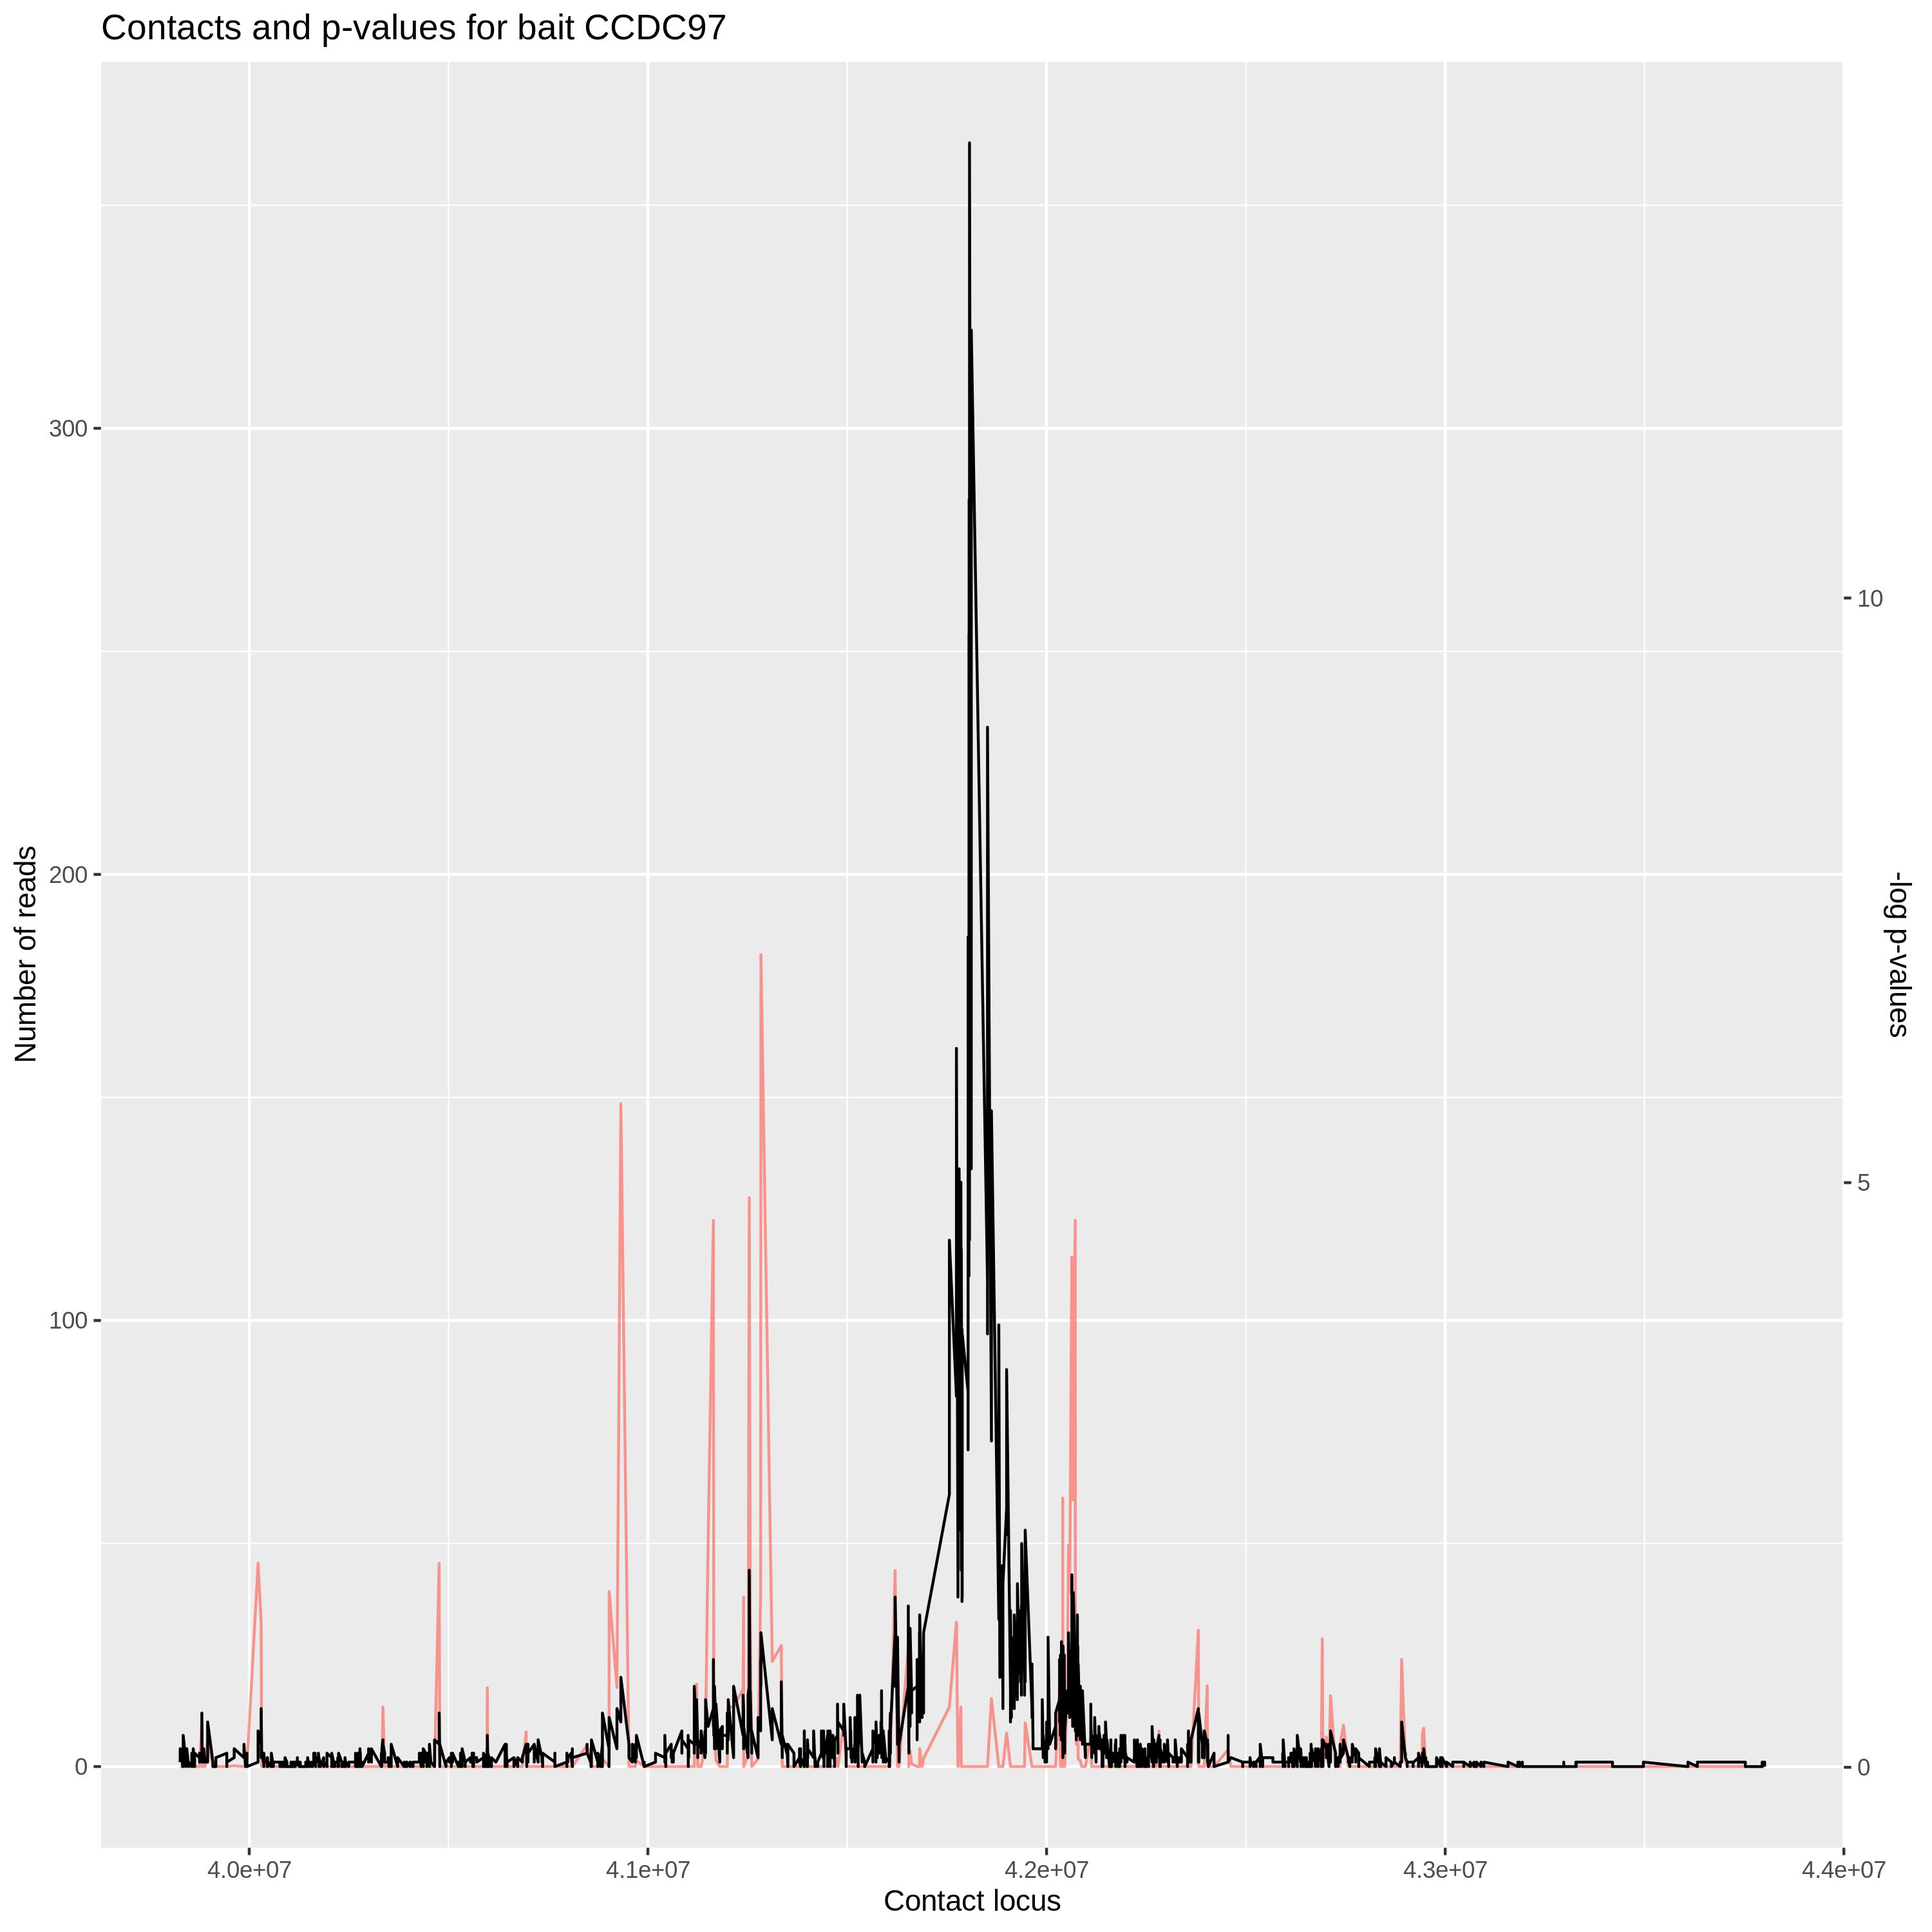 Contacts and p-values for bait CCDC97
300
200
100
0
Number of reads
10
5
0
-log p-values
4.0e+07 4.1e+07 4.2e+07 4.3e+07 4.4e+07
Contact locus